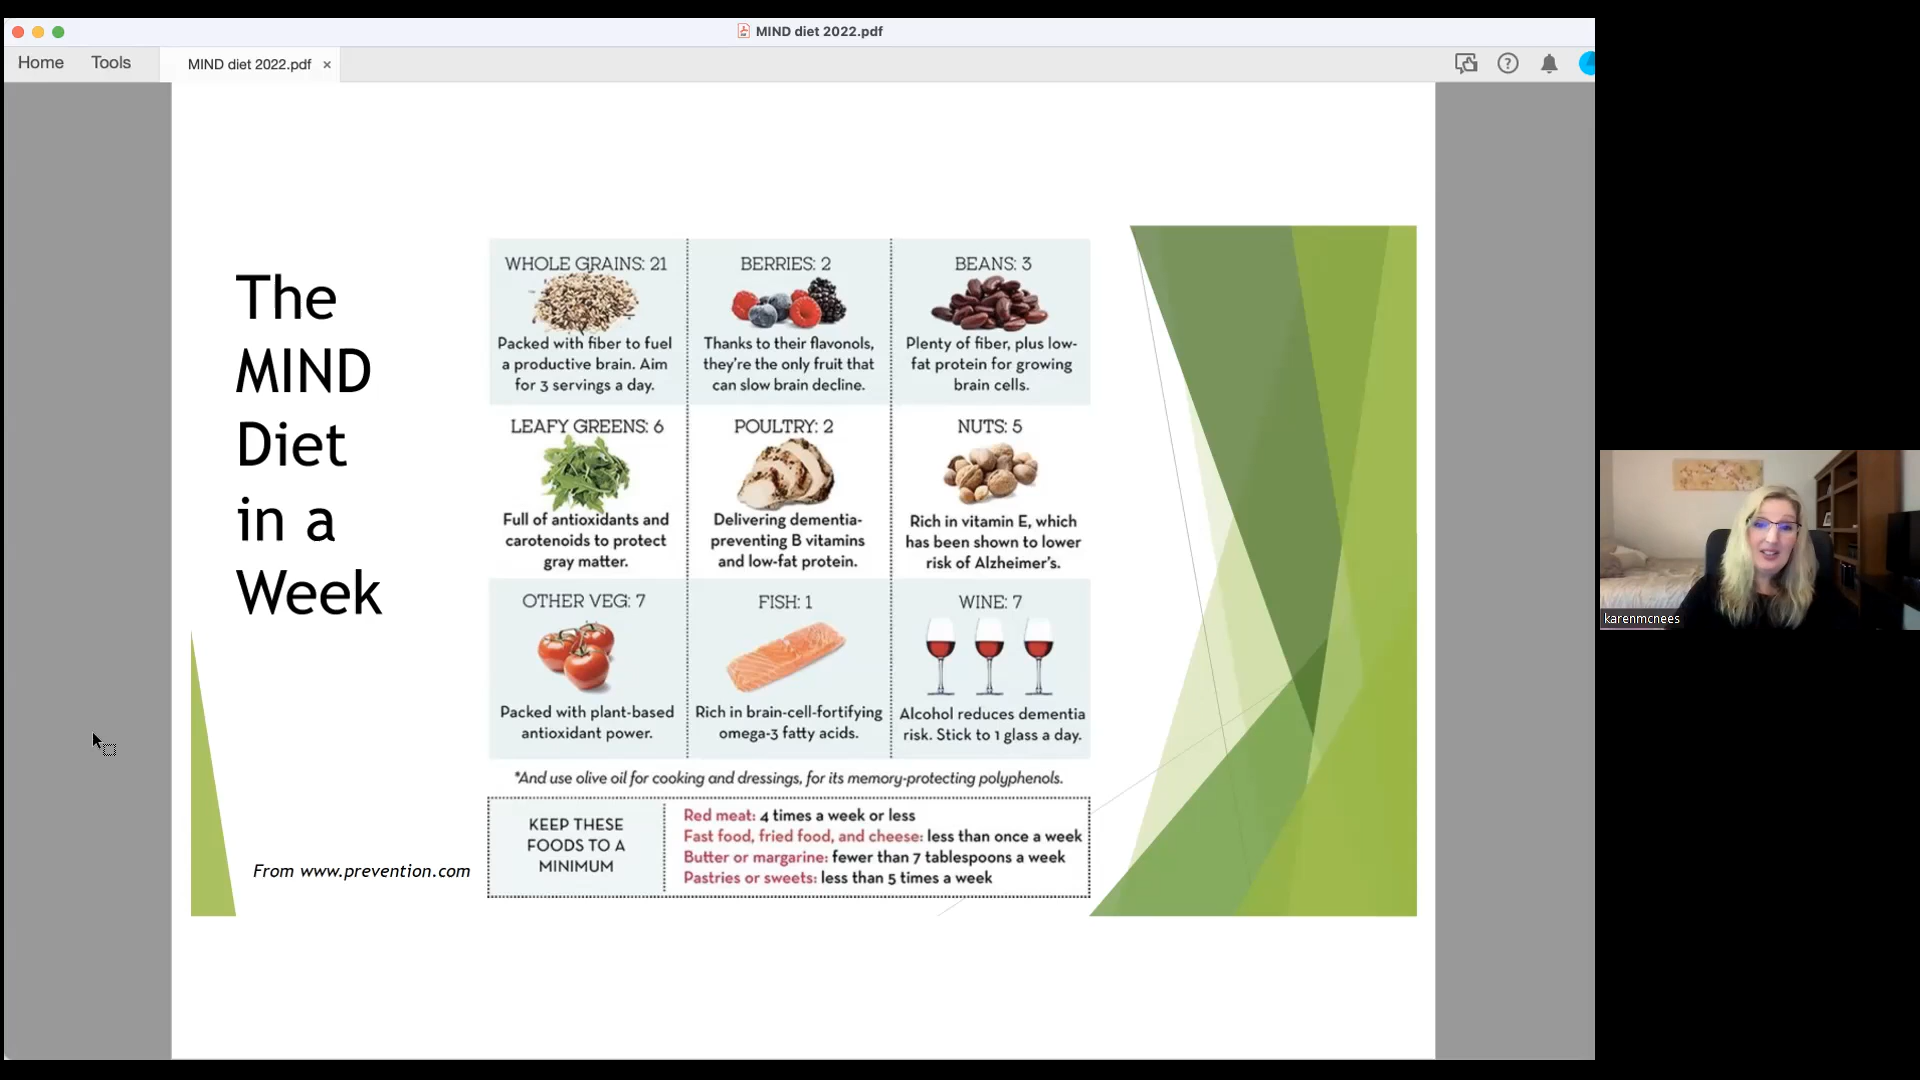 MIND diet 2022.pdf
Home
Tools
MIND diet 2022.pdf ×
The
MIND
Diet
in a
Week
From www.prevention.com
WHOLE GRAINS: 21
Packed with fiber to fuel
a productive brain. Aim
for 3 servings a day.
BERRIES: 2
Thanks to their flavonols,
they're the only fruit that
can slow brain decline.
BEANS: 3
Plenty of fiber, plus low-
fat protein for growing
brain cells.
LEAFY GREENS: 6
Full of antioxidants and
carotenoids to protect
gray matter.
POULTRY: 2
Delivering dementia-
preventing B vitamins
and low-fat protein.
NUTS: 5
Rich in vitamin E, which
has been shown to lower
risk of Alzheimer's.
OTHER VEG: 7
Packed with plant-based
antioxidant power.
FISH: 1
Rich in brain-cell-fortifying
omega-3 fatty acids.
WINE: 7
Alcohol reduces dementia
risk. Stick to 1 glass a day.
*And use olive oil for cooking and dressings, for its memory-protecting polyphenols.
KEEP THESE
FOODS TO A
MINIMUM
Red meat: 4 times a week or less
Fast food, fried food, and cheese: less than once a week
Butter or margarine: fewer than 7 tablespoons a week
Pastries or sweets: less than 5 times a week
karenmcnees